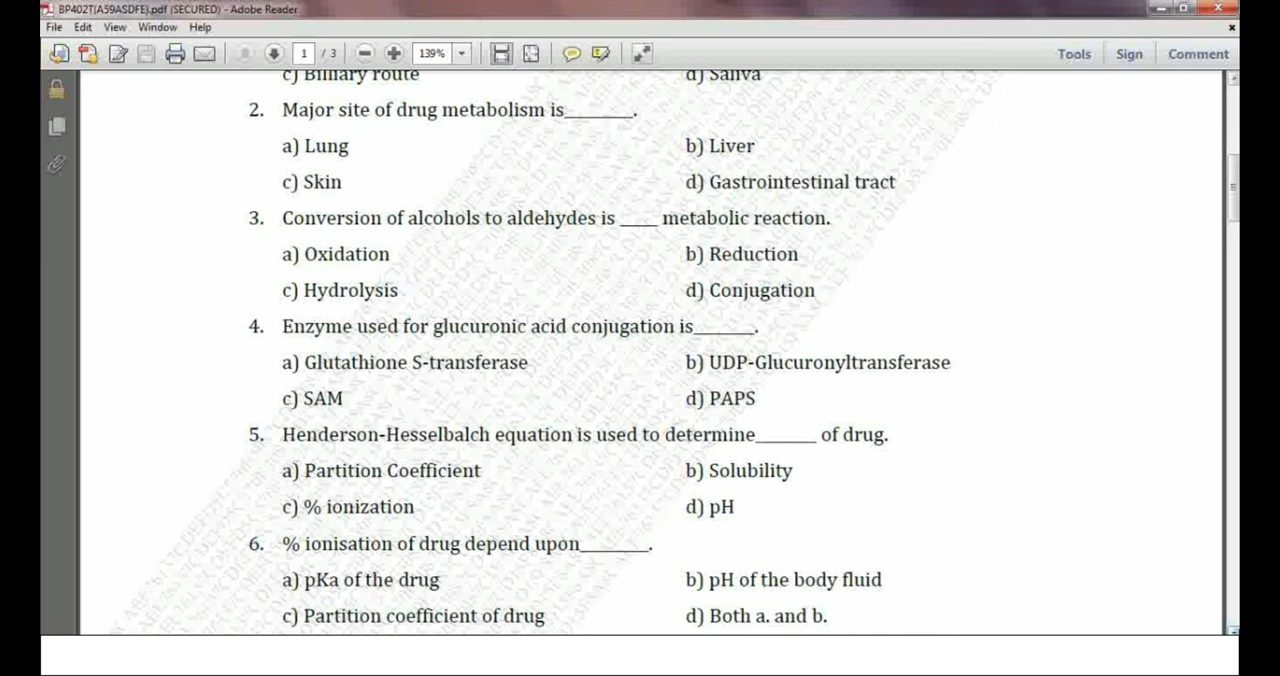 BP402T(A59ASDFE).pdf (SECURED) - Adobe Reader
File Edit View Window Help
1 / 3 139% Tools Sign Comment
c) Billiary route d) Saliva
2. Major site of drug metabolism is_______.
a) Lung b) Liver
c) Skin d) Gastrointestinal tract
3. Conversion of alcohols to aldehydes is ____ metabolic reaction.
a) Oxidation b) Reduction
c) Hydrolysis d) Conjugation
4. Enzyme used for glucuronic acid conjugation is______.
a) Glutathione S-transferase b) UDP-Glucuronyltransferase
c) SAM d) PAPS
5. Henderson-Hesselbalch equation is used to determine______ of drug.
a) Partition Coefficient b) Solubility
c) % ionization d) pH
6. % ionisation of drug depend upon_______.
a) pKa of the drug b) pH of the body fluid
c) Partition coefficient of drug d) Both a. and b.